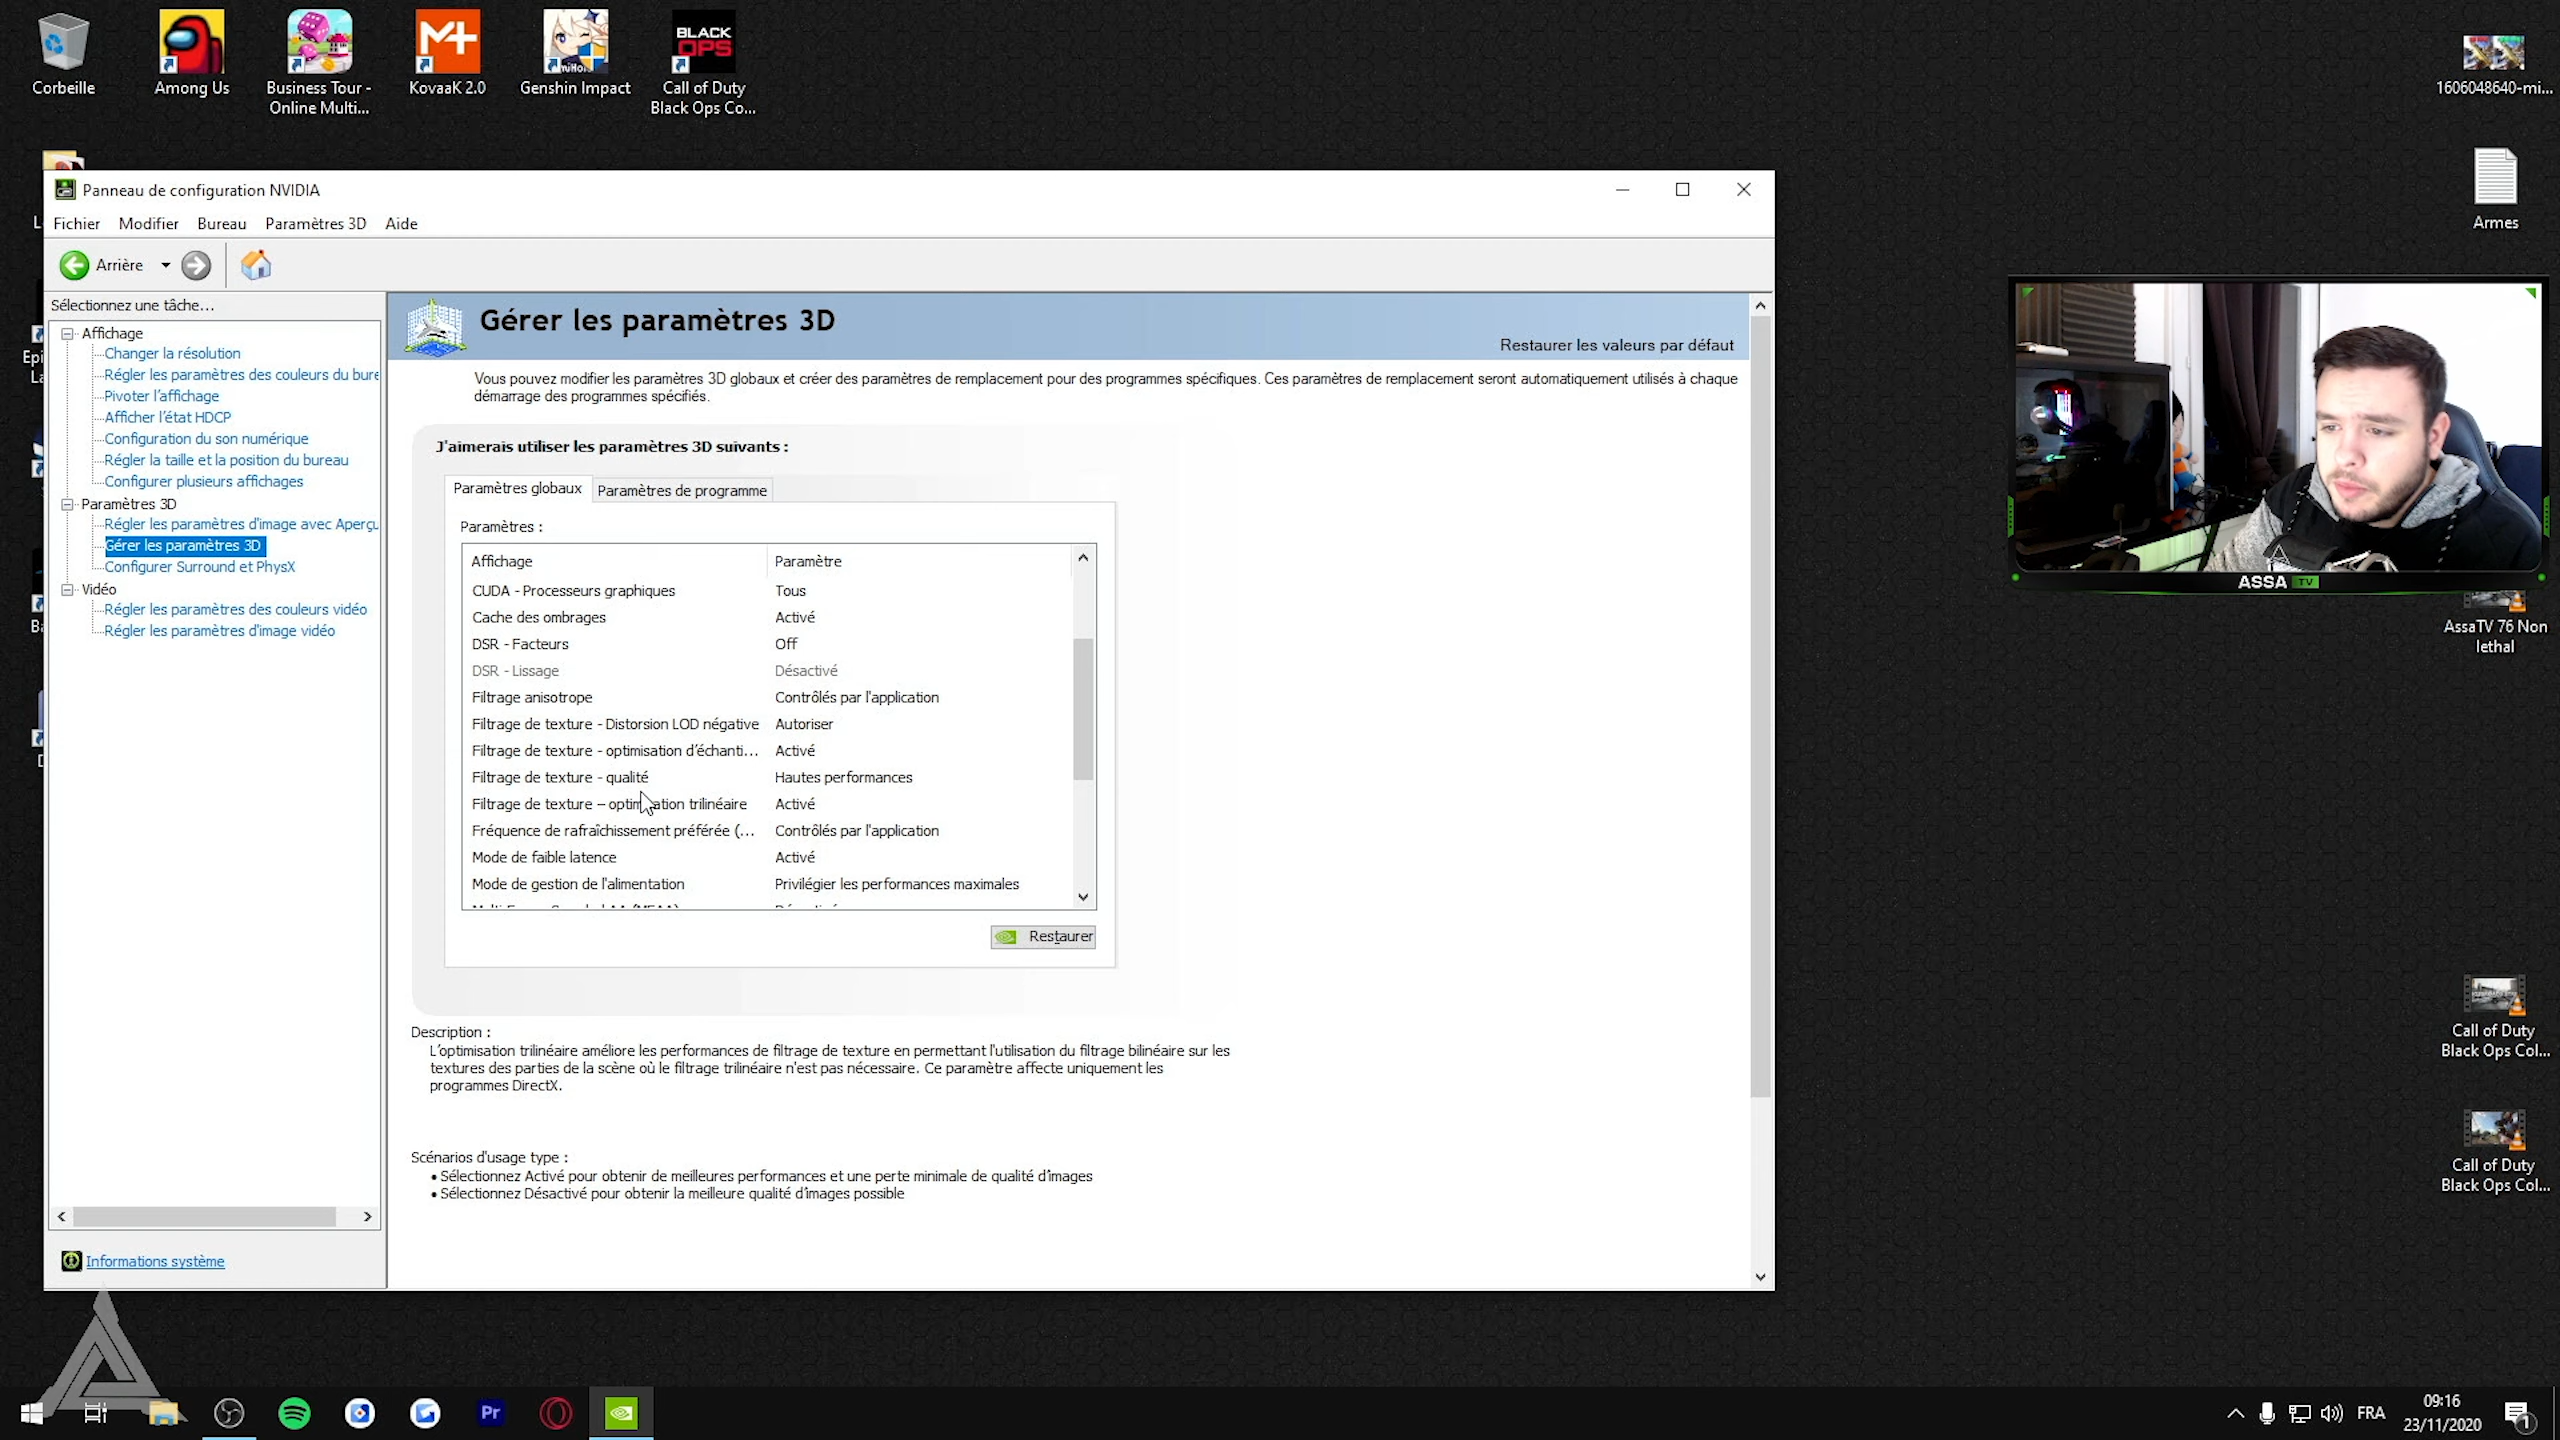 Corbeille
Among Us
Business Tour -
Online Multi...
KovaaK 2.0
Genshin Impact
BLACK
OPS
Call of Duty
Black Ops Co...
1606048640-mi...
Armes
Panneau de configuration NVIDIA
Fichier Modifier Bureau Paramètres 3D Aide
Arrière
Sélectionnez une tâche...
Affichage
Changer la résolution
Régler les paramètres des couleurs du bure
Pivoter l'affichage
Afficher l'état HDCP
Configuration du son numérique
Régler la taille et la position du bureau
Configurer plusieurs affichages
Paramètres 3D
Régler les paramètres d'image avec Aperçu
Gérer les paramètres 3D
Configurer Surround et PhysX
Vidéo
Régler les paramètres des couleurs vidéo
Régler les paramètres d'image vidéo
Informations système
Gérer les paramètres 3D
Restaurer les valeurs par défaut
Vous pouvez modifier les paramètres 3D globaux et créer des paramètres de remplacement pour des programmes spécifiques. Ces paramètres de remplacement seront automatiquement utilisés à chaque
démarrage des programmes spécifiés.
J'aimerais utiliser les paramètres 3D suivants :
Paramètres globaux Paramètres de programme
Paramètres :
Affichage Paramètre
CUDA - Processeurs graphiques Tous
Cache des ombrages Activé
DSR - Facteurs Off
DSR - Lissage Désactivé
Filtrage anisotrope Contrôlés par l'application
Filtrage de texture - Distorsion LOD négative Autoriser
Filtrage de texture - optimisation d'échanti... Activé
Filtrage de texture - qualité Hautes performances
Filtrage de texture – optimisation trilinéaire Activé
Fréquence de rafraîchissement préférée (... Contrôlés par l'application
Mode de faible latence Activé
Mode de gestion de l'alimentation Privilégier les performances maximales
Restaurer
Description :
L'optimisation trilinéaire améliore les performances de filtrage de texture en permettant l'utilisation du filtrage bilinéaire sur les
textures des parties de la scène où le filtrage trilinéaire n'est pas nécessaire. Ce paramètre affecte uniquement les
programmes DirectX.
Scénarios d'usage type :
• Sélectionnez Activé pour obtenir de meilleures performances et une perte minimale de qualité d'images
• Sélectionnez Désactivé pour obtenir la meilleure qualité d'images possible
ASSA TV
AssaTV 76 Non
lethal
Call of Duty
Black Ops Col...
Call of Duty
Black Ops Col...
Pr
FRA
09:16
23/11/2020
1